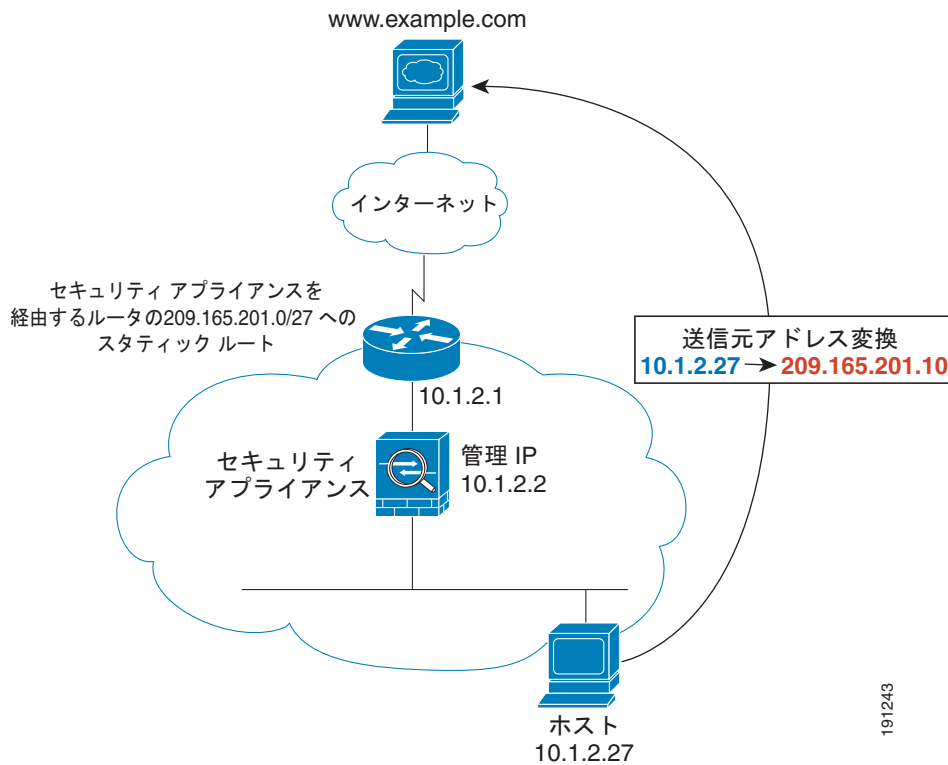 www.example.com
インターネット
セキュリティ アプライアンスを
経由するルータの209.165.201.0/27 への
スタティック ルート
送信元アドレス変換
10.1.2.27 209.165.201.10
10.1.2.1
セキュリティ
アプライアンス
管理 IP
10.1.2.2
ホスト
10.1.2.27
191243